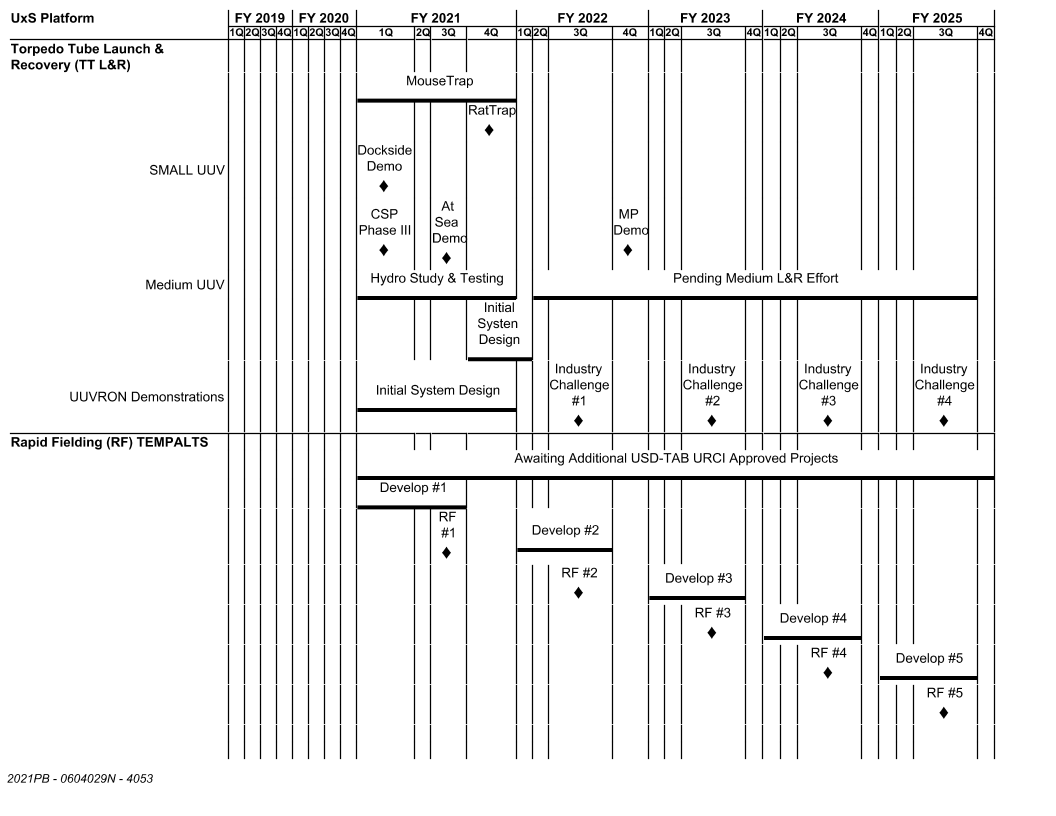 UxS Platform FY 2019 FY 2020 FY 2021 FY 2022 FY 2023 FY 2024 FY 2025
1Q 2Q 3Q 4Q 1Q 2Q 3Q 4Q 1Q 2Q 3Q 4Q 1Q 2Q 3Q 4Q 1Q 2Q 3Q 4Q 1Q 2Q 3Q 4Q 1Q 2Q 3Q 4Q
Torpedo Tube Launch &
Recovery (TT L&R)
MouseTrap
RatTrap
SMALL UUV
Dockside
Demo
CSP
Phase III
At
Sea
Demo
MP
Demo
Medium UUV
Hydro Study & Testing
Pending Medium L&R Effort
Initial
Systen
Design
UUVRON Demonstrations
Initial System Design
Industry
Challenge
#1
Industry
Challenge
#2
Industry
Challenge
#3
Industry
Challenge
#4
Rapid Fielding (RF) TEMPALTS
Awaiting Additional USD-TAB URCI Approved Projects
Develop #1
RF
#1
Develop #2
RF #2
Develop #3
RF #3
Develop #4
RF #4
Develop #5
RF #5
2021PB - 0604029N - 4053